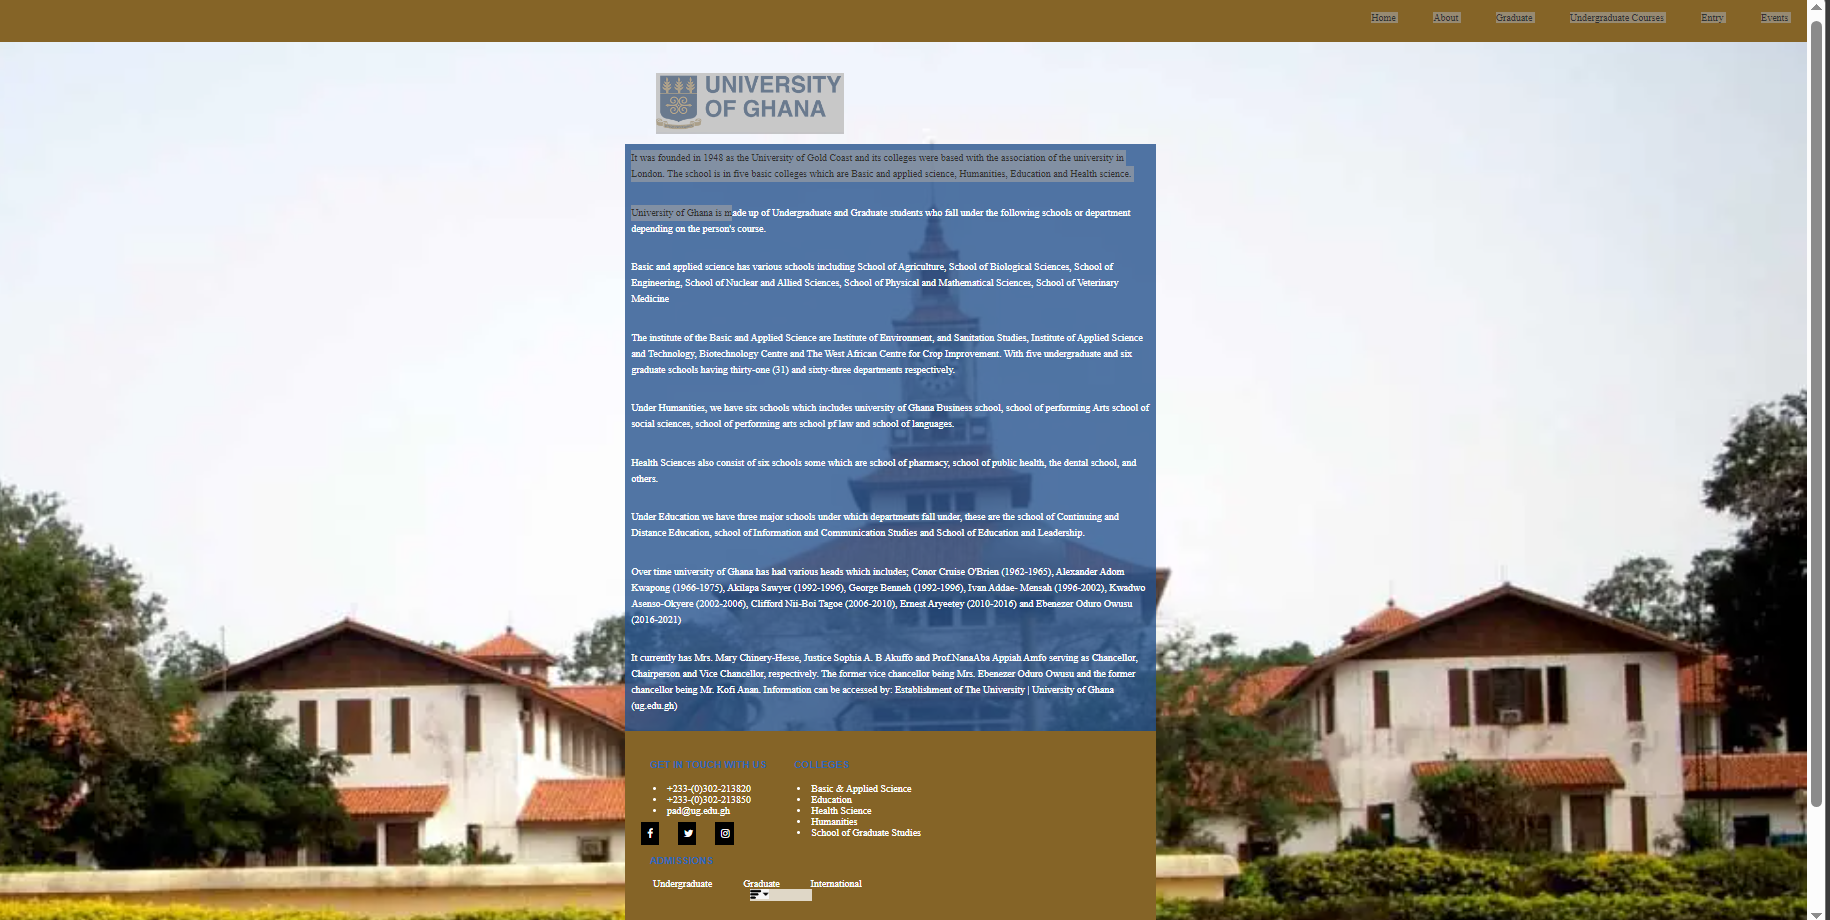 Home About Graduate Undergraduate Courses Entry Events
UNIVERSITY
OF GHANA
It was founded in 1948 as the University of Gold Coast and its colleges were based with the association of the university in
London. The school is in five basic colleges which are Basic and applied science, Humanities, Education and Health science.
University of Ghana is made up of Undergraduate and Graduate students who fall under the following schools or department
depending on the person's course.
Basic and applied science has various schools including School of Agriculture, School of Biological Sciences, School of
Engineering, School of Nuclear and Allied Sciences, School of Physical and Mathematical Sciences, School of Veterinary
Medicine
The institute of the Basic and Applied Science are Institute of Environment, and Sanitation Studies, Institute of Applied Science
and Technology, Biotechnology Centre and The West African Centre for Crop Improvement. With five undergraduate and six
graduate schools having thirty-one (31) and sixty-three departments respectively.
Under Humanities, we have six schools which includes university of Ghana Business school, school of performing Arts school of
social sciences, school of performing arts school pf law and school of languages.
Health Sciences also consist of six schools some which are school of pharmacy, school of public health, the dental school, and
others.
Under Education we have three major schools under which departments fall under, these are the school of Continuing and
Distance Education, school of Information and Communication Studies and School of Education and Leadership.
Over time university of Ghana has had various heads which includes; Conor Cruise O'Brien (1962-1965), Alexander Adom
Kwapong (1966-1975), Akilapa Sawyer (1992-1996), George Benneh (1992-1996), Ivan Addae- Mensah (1996-2002), Kwadwo
Asenso-Okyere (2002-2006), Clifford Nii-Boi Tagoe (2006-2010), Ernest Aryeetey (2010-2016) and Ebenezer Oduro Owusu
(2016-2021)
It currently has Mrs. Mary Chinery-Hesse, Justice Sophia A. B Akuffo and Prof.NanaAba Appiah Amfo serving as Chancellor,
Chairperson and Vice Chancellor, respectively. The former vice chancellor being Mrs. Ebenezer Oduro Owusu and the former
chancellor being Mr. Kofi Anan. Information can be accessed by: Establishment of The University | University of Ghana
(ug.edu.gh)
GET IN TOUCH WITH US
+233-(0)302-213820
+233-(0)302-213850
pad@ug.edu.gh
COLLEGES
Basic & Applied Science
Education
Health Science
Humanities
School of Graduate Studies
ADMISSIONS
Undergraduate Graduate International